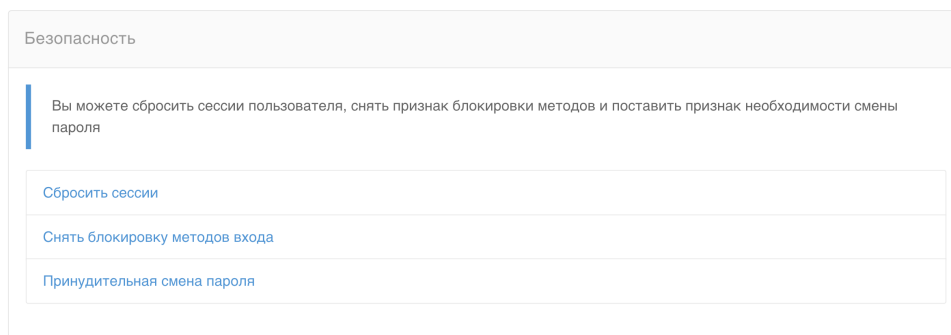 Безопасность
Вы можете сбросить сессии пользователя, снять признак блокировки методов и поставить признак необходимости смены
пароля
Сбросить сессии
Снять блокировку методов входа
Принудительная смена пароля